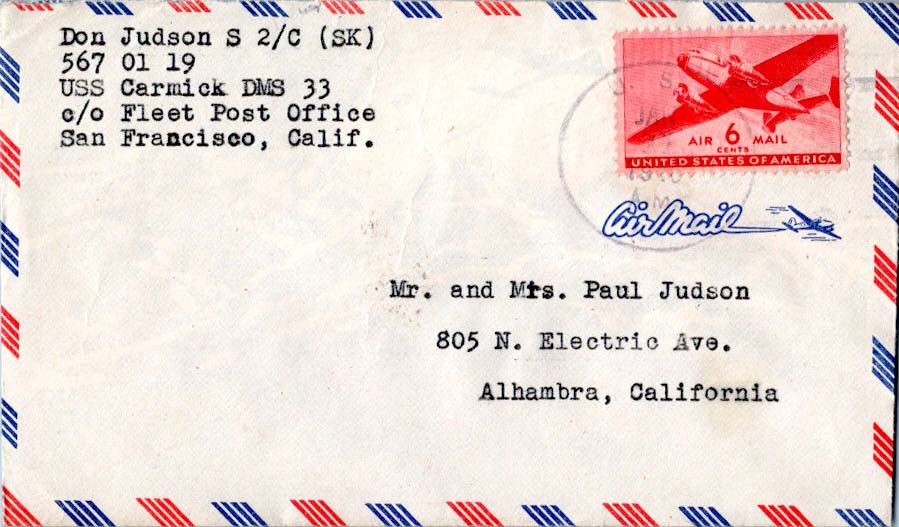 Don Judson S 2/C (SK)
567 01 19
USS Carmick DMS 33
c/o Fleet Post Office
San Francisco, Calif.
AIR 6 MAIL
CENTS
UNITED STATES OF AMERICA
U. S.
JAN
A M
Air Mail
Mr. and Mrs. Paul Judson
805 N. Electric Ave.
Alhambra, California